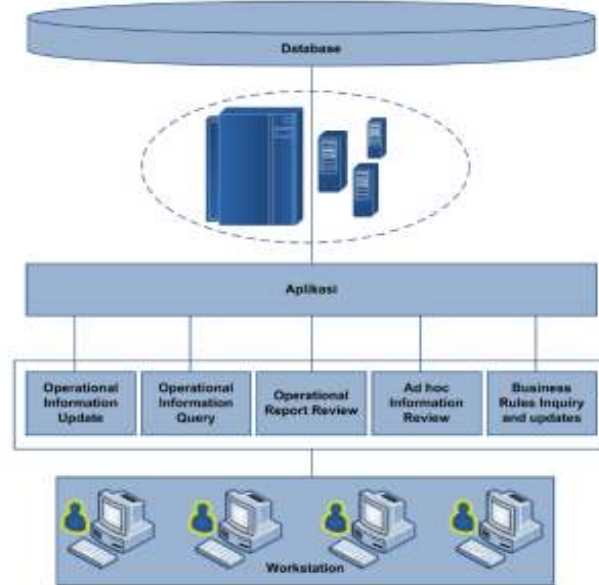 Database
Aplikasi
Operational
Information
Update
Operational
Information
Query
Operational
Report Review
Ad hoc
Information
Review
Business
Rules Inquiry
and updates
Workstation